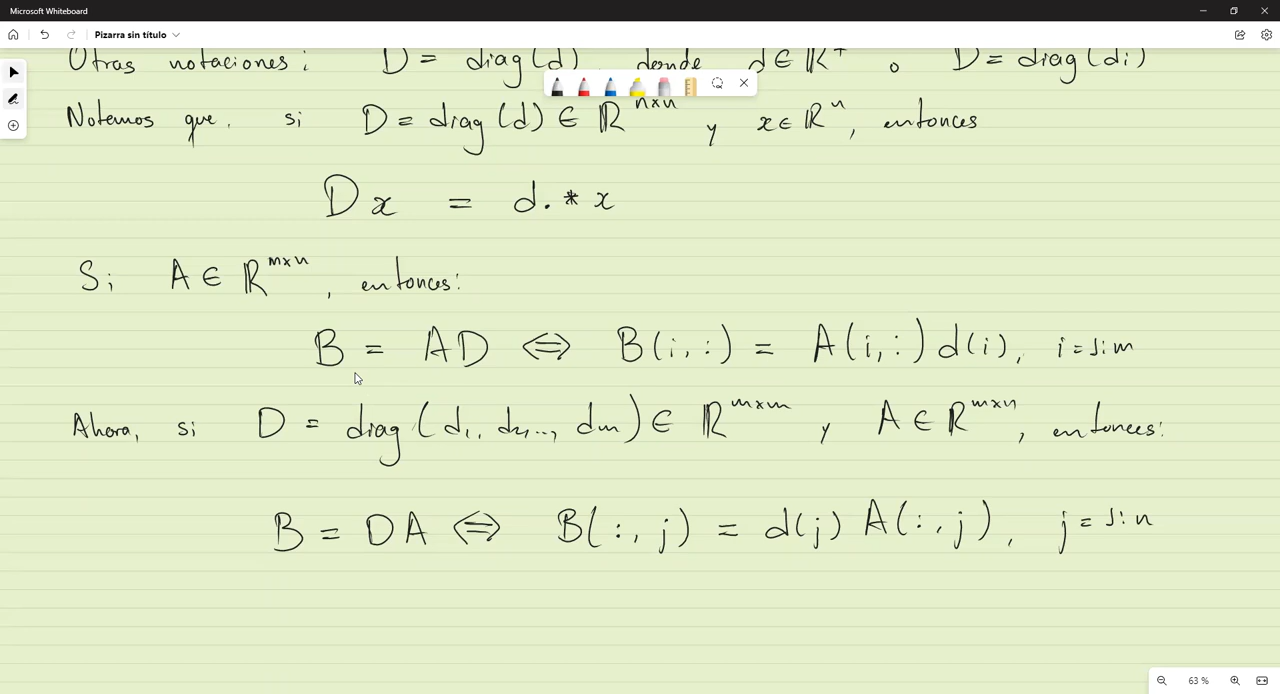 Microsoft Whiteboard
Pizarra sin título
Otras notaciones: D = diag(d), donde d ∈ ℝ⁺ o D = diag(di)
Notemos que, si D = diag(d) ∈ ℝⁿˣⁿ y x ∈ ℝⁿ, entonces
Dx = d.*x
Si A ∈ ℝᵐˣⁿ, entonces:
B = AD ⇔ B(i,:) = A(i,:)d(i), i=1:m
Ahora, si D = diag(d₁, d₂,.., dm) ∈ ℝᵐˣᵐ y A ∈ ℝᵐˣⁿ, entonces:
B = DA ⇔ B(:,j) = d(j) A(:,j), j=1:n
63 %